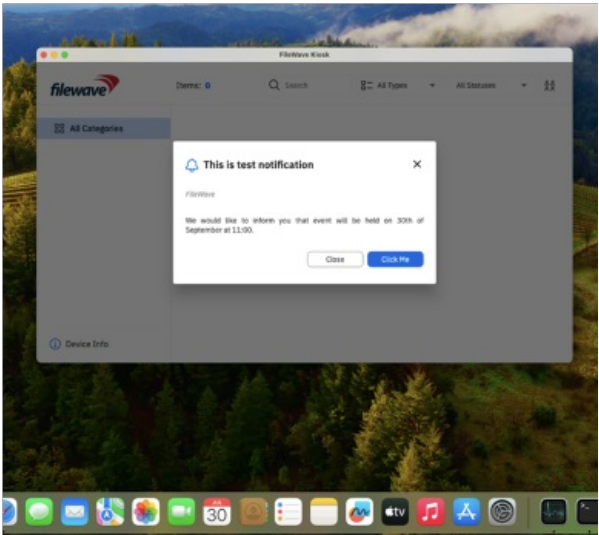 FileWave Kiosk
filewave
Items: 0
Search
All Types
All Statuses
All Categories
This is test notification
FileWave
We would like to inform you that event will be held on 30th of
September at 11:00.
Close
Click Me
Device Info
30
tv